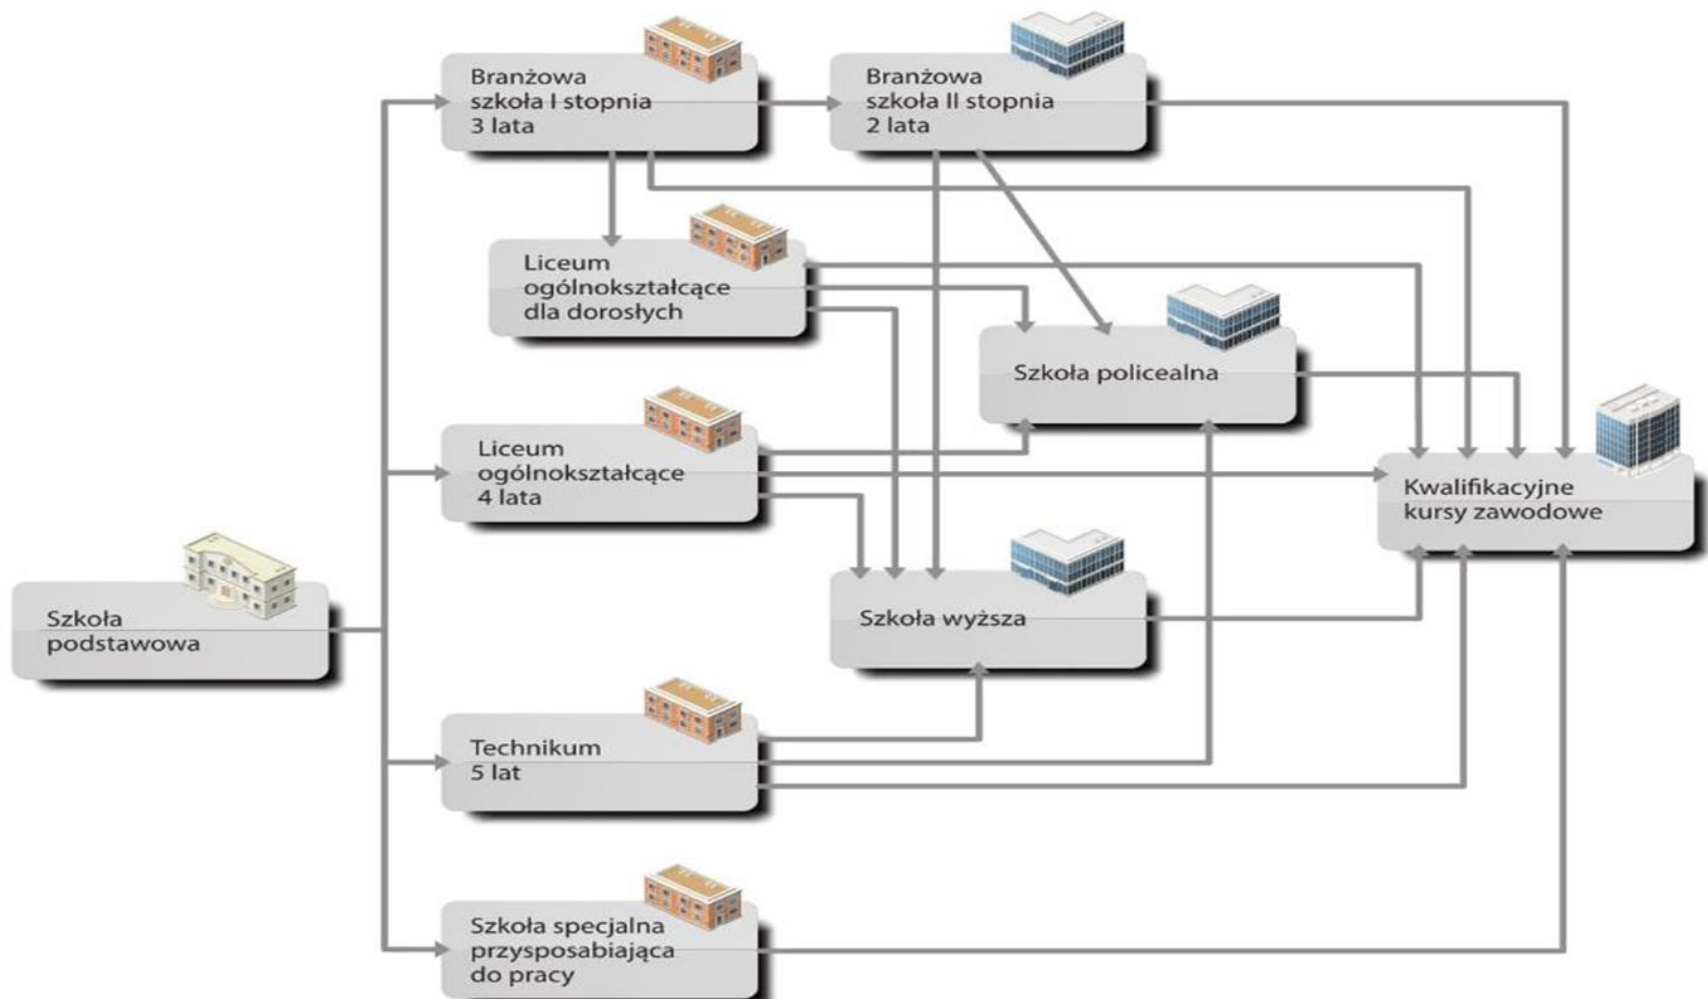 Branżowa
szkoła I stopnia
3 lata
Branżowa
szkoła II stopnia
2 lata
Liceum
ogólnokształcące
dla dorosłych
Szkoła policealna
Liceum
ogólnokształcące
4 lata
Kwalifikacyjne
kursy zawodowe
Szkoła
podstawowa
Szkoła wyższa
Technikum
5 lat
Szkoła specjalna
przysposabiająca
do pracy